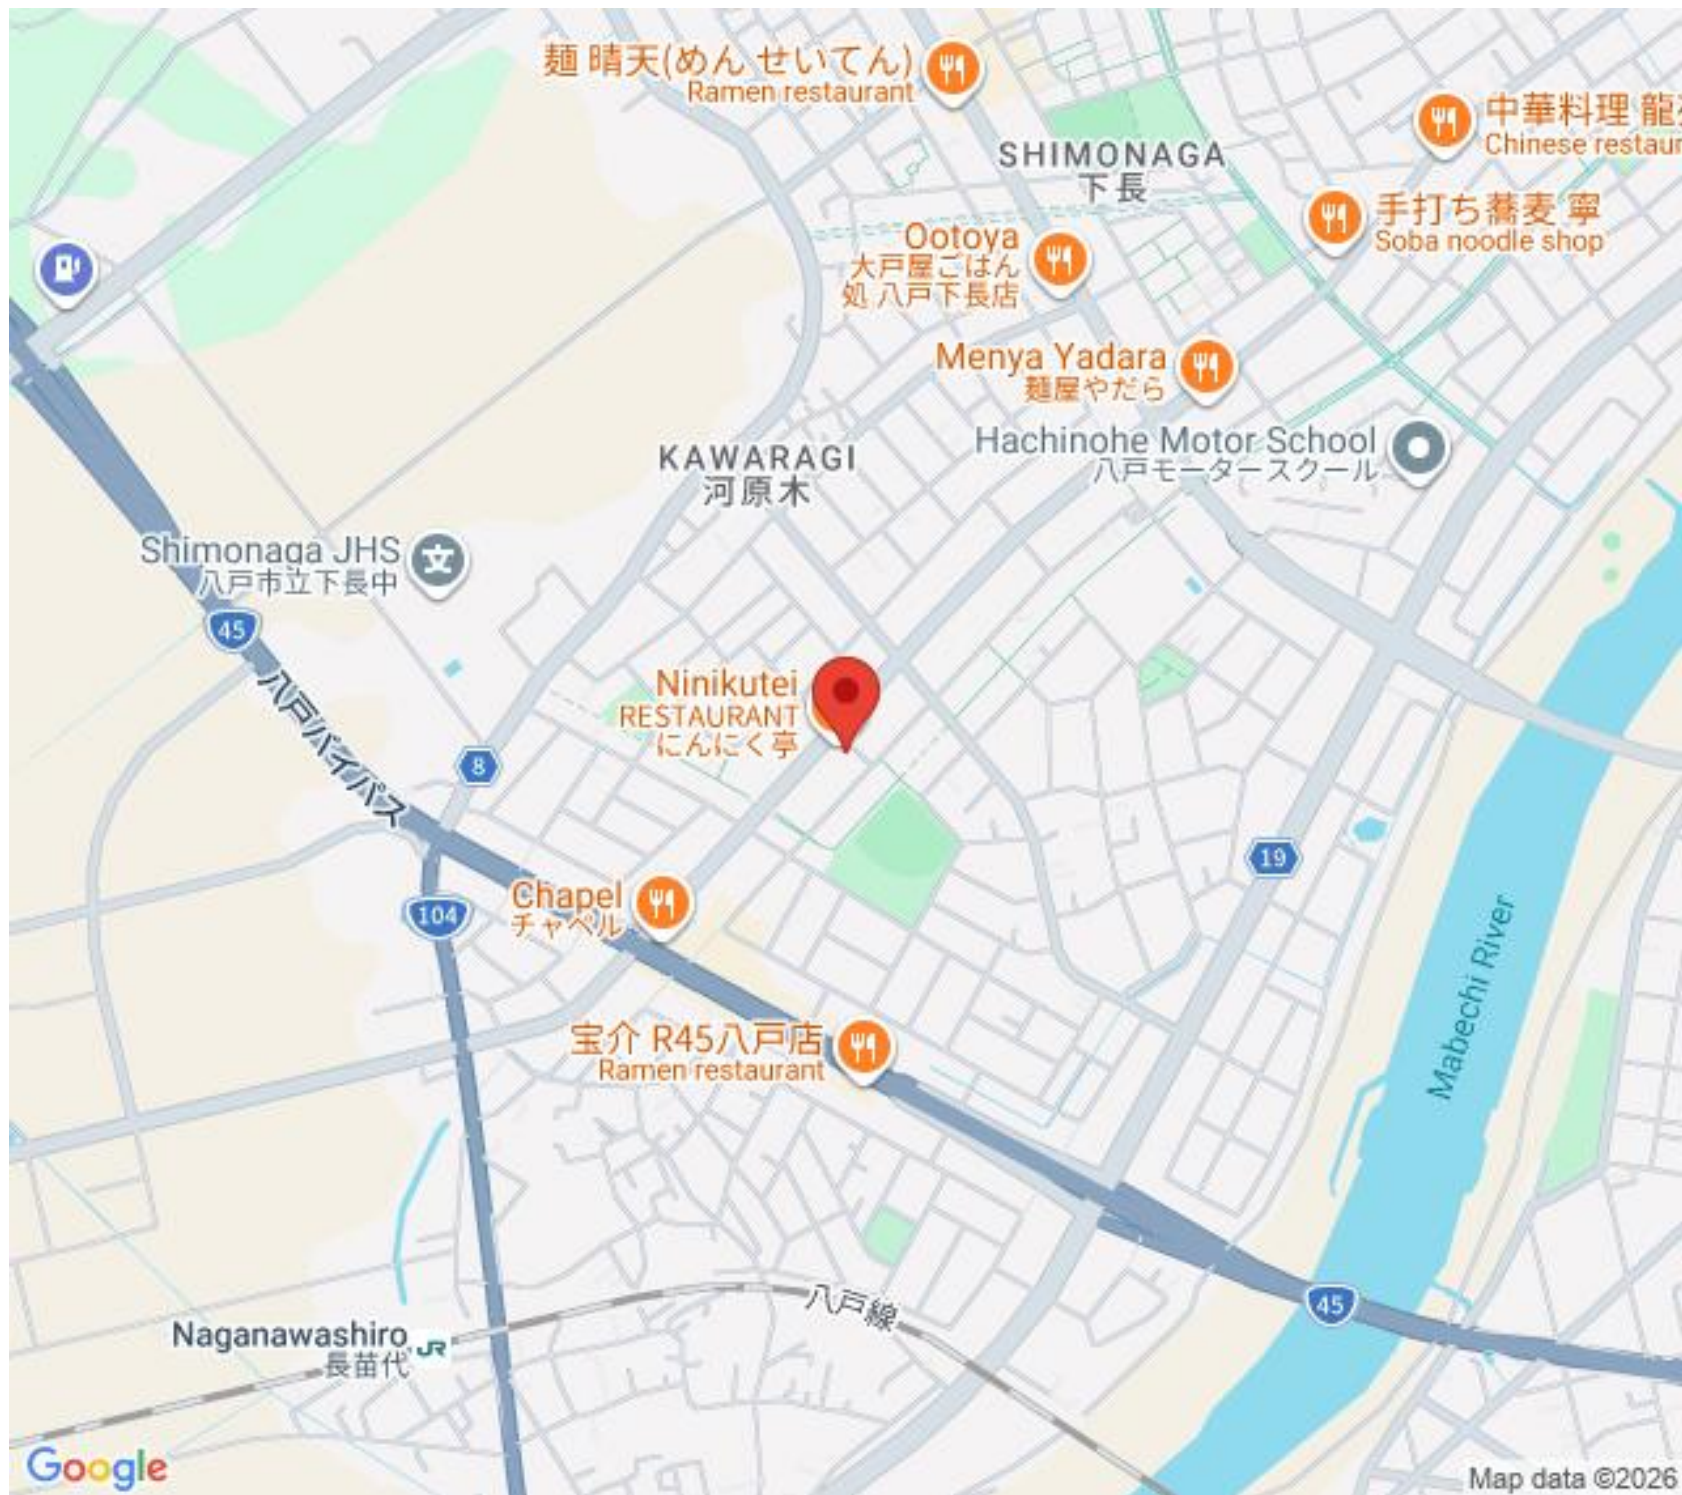 麺 晴天(めん せいてん)
Ramen restaurant
中華料理 龍
Chinese restaur
SHIMONAGA
下長
手打ち蕎麦 寧
Soba noodle shop
Ootoya
大戸屋ごはん
処 八戸下長店
Menya Yadara
麺屋やだら
Hachinohe Motor School
八戸モータースクール
KAWARAGI
河原木
Shimonaga JHS
八戸市立下長中
文
45
八戸バイパス
Ninikutei
RESTAURANT
にんにく亭
8
19
Chapel
チャペル
104
Mabechi River
宝介 R45八戸店
Ramen restaurant
45
八戸線
Naganawashiro
長苗代
JR
Google
Map data ©2026